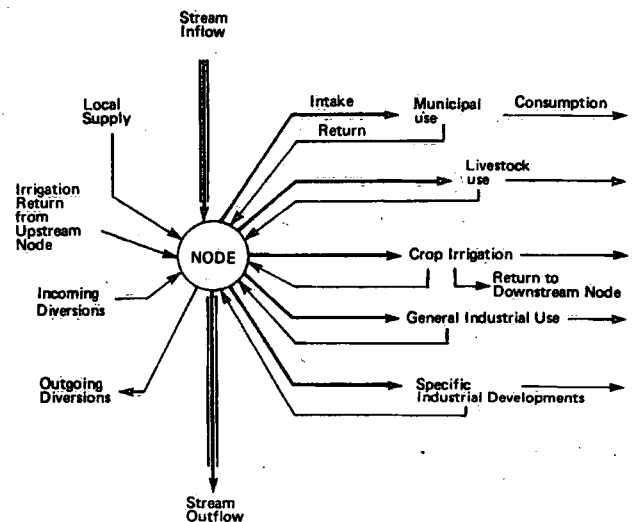 Stream
Inflow
Local
Supply
Intake
Municipal
use
Consumption
Return
Livestock
use
Irrigation
Return
from
Upstream
Node
NODE
Crop Irrigation
Return to
Downstream Node
Incoming
Diversions
General Industrial Use
Outgoing
Diversions
Specific
Industrial Developments
Stream
Outflow